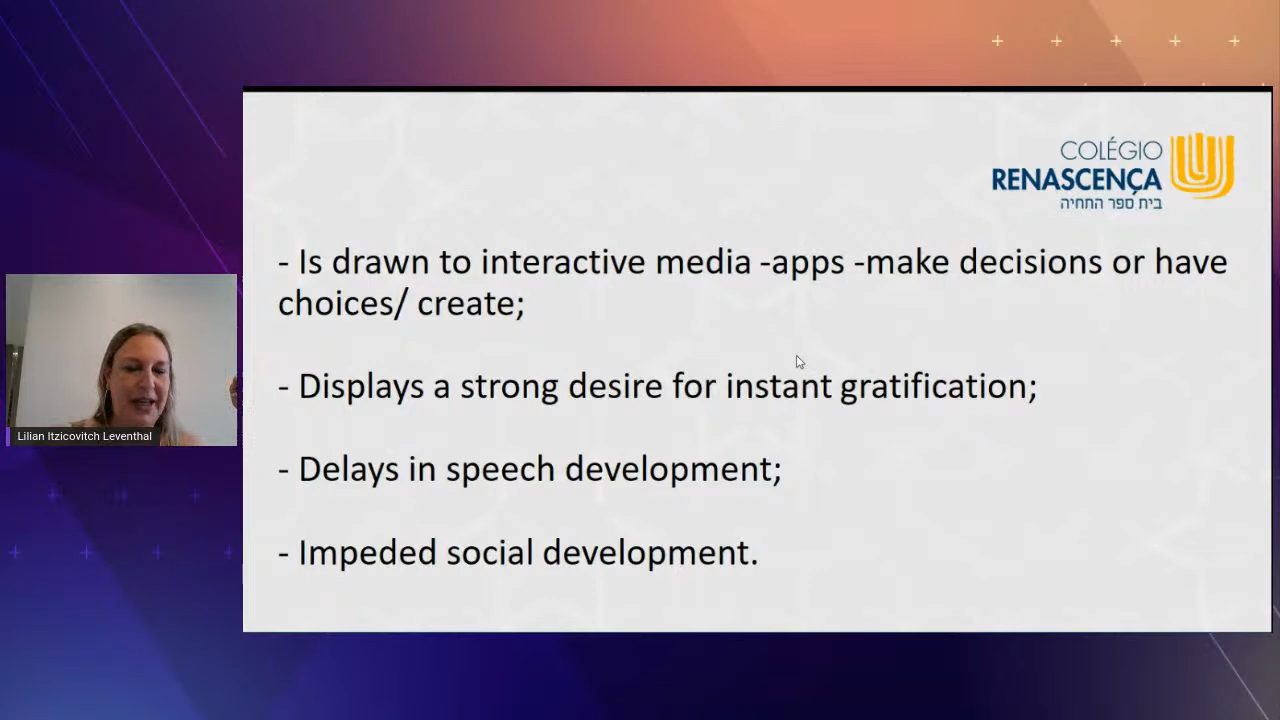 COLÉGIO
RENASCENÇA
בית ספר התחיה
- Is drawn to interactive media -apps -make decisions or have
choices/ create;
- Displays a strong desire for instant gratification;
- Delays in speech development;
- Impeded social development.
Lilian Itzicovitch Leventhal